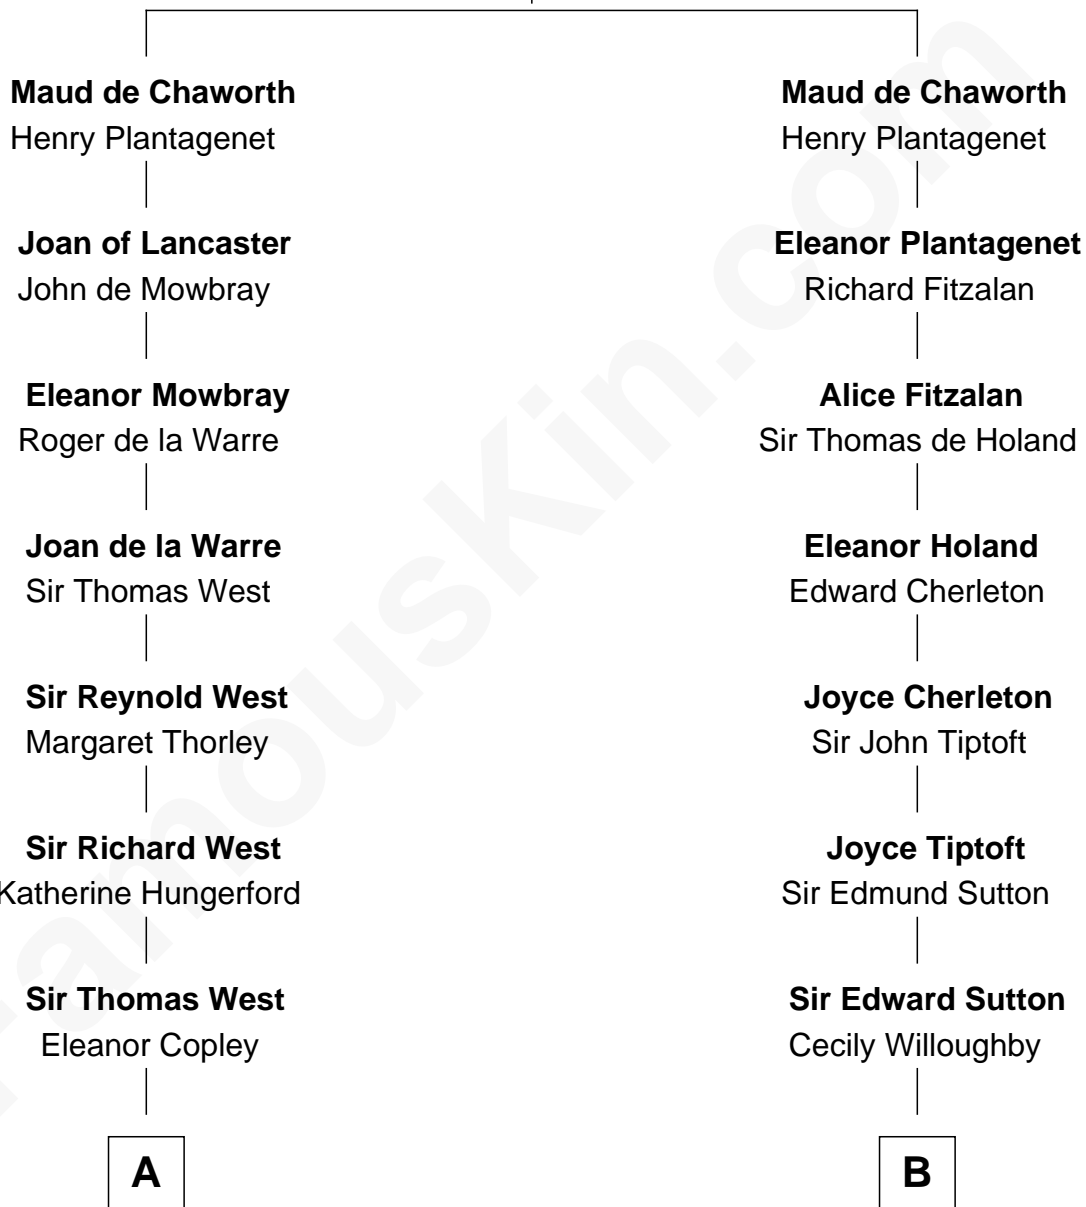 Maud de Chaworth
Henry Plantagenet
Joan of Lancaster
John de Mowbray
Eleanor Mowbray
Roger de la Warre
Joan de la Warre
Sir Thomas West
Sir Reynold West
Margaret Thorley
Sir Richard West
Katherine Hungerford
Sir Thomas West
Eleanor Copley
A
Maud de Chaworth
Henry Plantagenet
Eleanor Plantagenet
Richard Fitzalan
Alice Fitzalan
Sir Thomas de Holand
Eleanor Holand
Edward Cherleton
Joyce Cherleton
Sir John Tiptoft
Joyce Tiptoft
Sir Edmund Sutton
Sir Edward Sutton
Cecily Willoughby
B
FamousKin.com